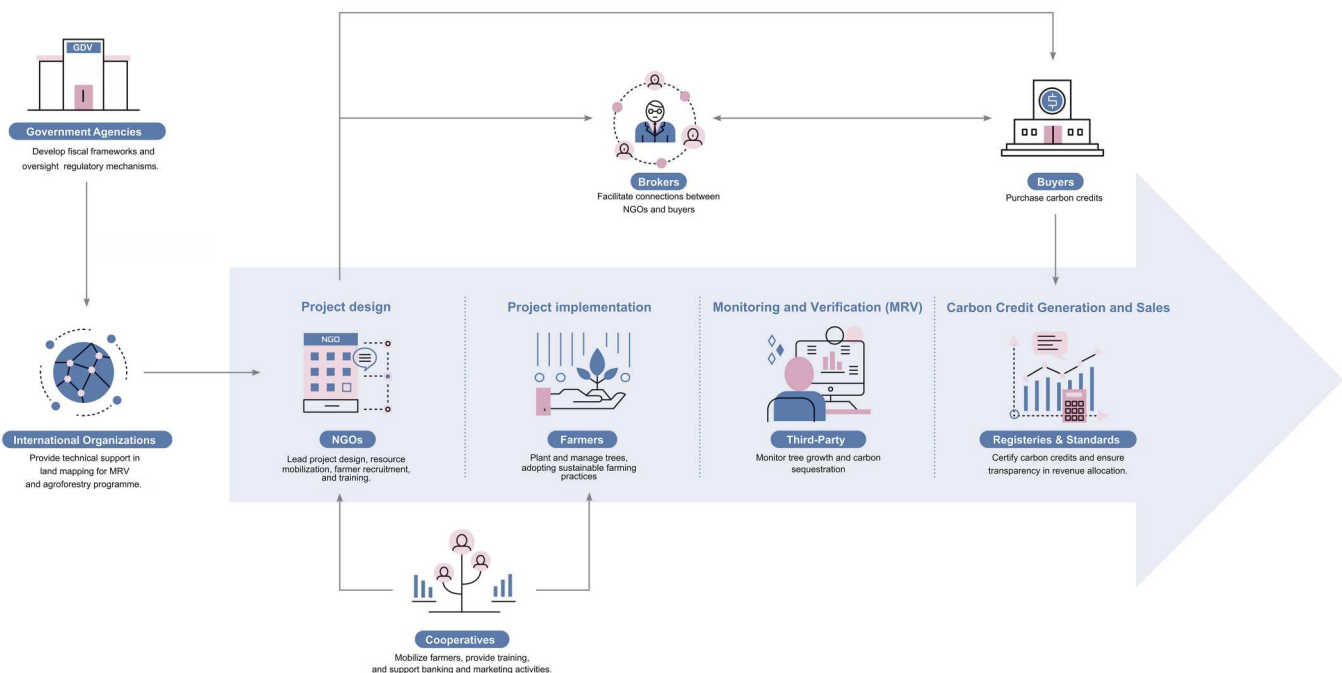 GDV
Government Agencies
Develop fiscal frameworks and
oversight regulatory mechanisms.
Brokers
Facilitate connections between
NGOs and buyers
Buyers
Purchase carbon credits
International Organizations
Provide technical support in
land mapping for MRV
and agroforestry programme.
Project design
NGO
NGOs
Lead project design, resource
mobilization, farmer recruitment,
and training.
Project implementation
Farmers
Plant and manage trees,
adopting sustainable farming
practices
Monitoring and Verification (MRV)
Third-Party
Monitor tree growth and carbon
sequestration
Carbon Credit Generation and Sales
Registeries & Standards
Certify carbon credits and ensure
transparency in revenue allocation.
Cooperatives
Mobilize farmers, provide training,
and support banking and marketing activities.